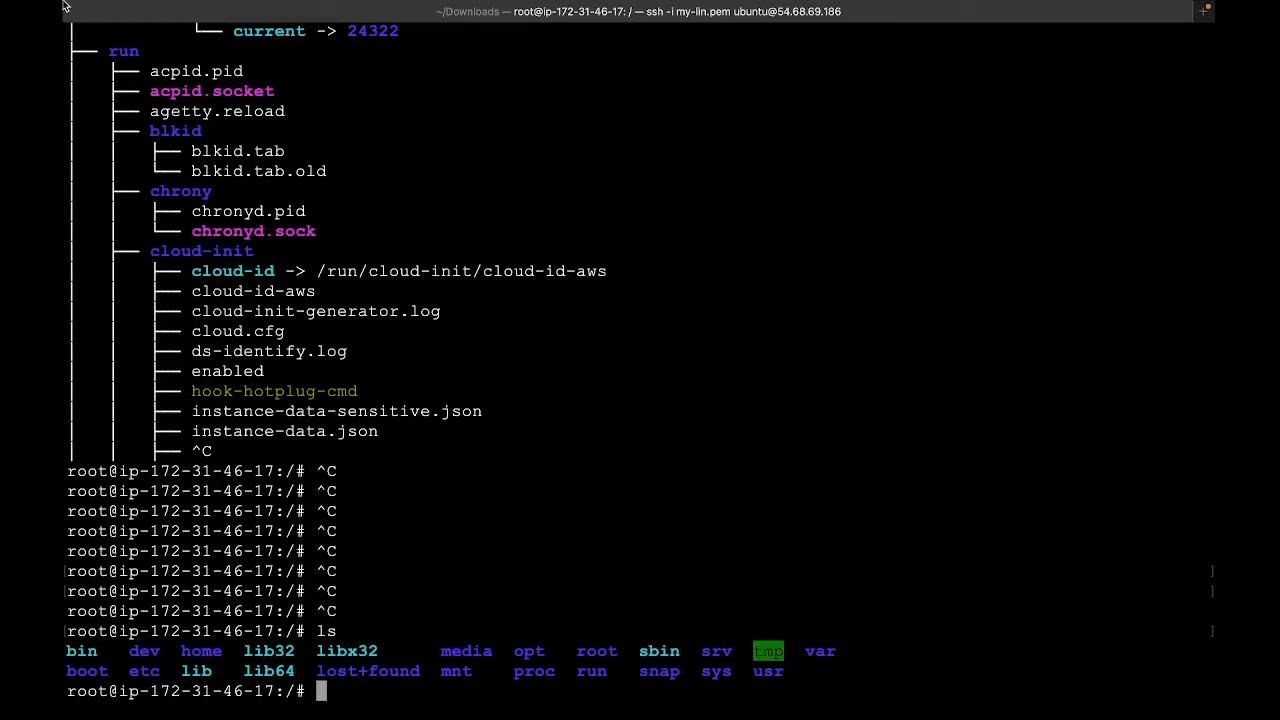 ~/Downloads — root@ip-172-31-46-17: / — ssh -i my-lin.pem ubuntu@54.68.69.186
│           └── current -> 24322
├── run
│   ├── acpid.pid
│   ├── acpid.socket
│   ├── agetty.reload
│   ├── blkid
│   │   ├── blkid.tab
│   │   └── blkid.tab.old
│   ├── chrony
│   │   ├── chronyd.pid
│   │   └── chronyd.sock
│   ├── cloud-init
│   │   ├── cloud-id -> /run/cloud-init/cloud-id-aws
│   │   ├── cloud-id-aws
│   │   ├── cloud-init-generator.log
│   │   ├── cloud.cfg
│   │   ├── ds-identify.log
│   │   ├── enabled
│   │   ├── hook-hotplug-cmd
│   │   ├── instance-data-sensitive.json
│   │   ├── instance-data.json
│   │   ├── ^C
root@ip-172-31-46-17:/# ^C
root@ip-172-31-46-17:/# ^C
root@ip-172-31-46-17:/# ^C
root@ip-172-31-46-17:/# ^C
root@ip-172-31-46-17:/# ^C
[root@ip-172-31-46-17:/# ^C ]
[root@ip-172-31-46-17:/# ^C ]
root@ip-172-31-46-17:/# ^C
[root@ip-172-31-46-17:/# ls ]
bin dev home lib32 libx32 media opt root sbin srv tmp var
boot etc lib lib64 lost+found mnt proc run snap sys usr
root@ip-172-31-46-17:/#